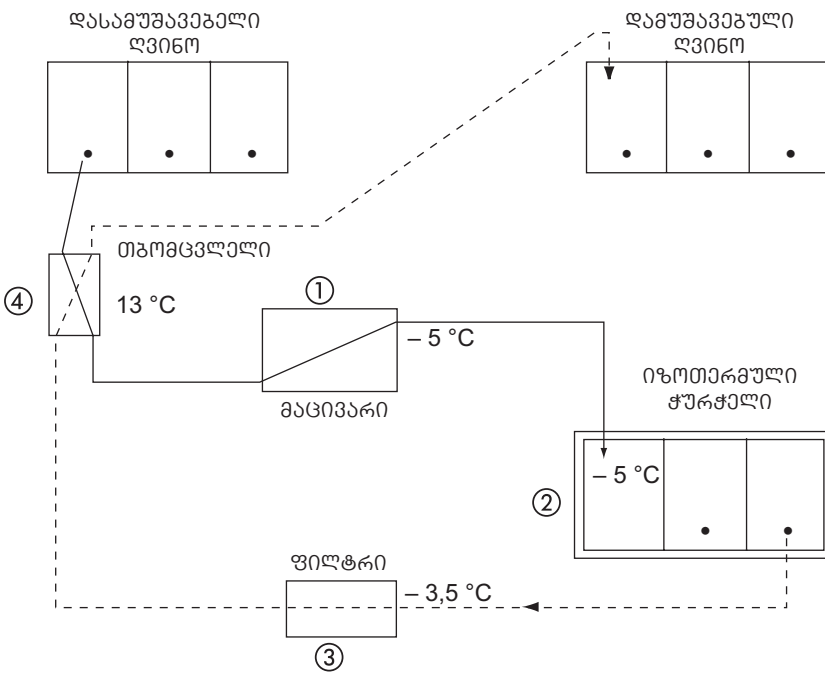 დასამუშავებელი
ღვინო
დამუშავებული
ღვინო
თბომცვლელი
④
13 °C
①
– 5 °C
მაცივარი
იზოთერმული
ჭურჭელი
– 5 °C
②
ფილტრი
– 3,5 °C
③